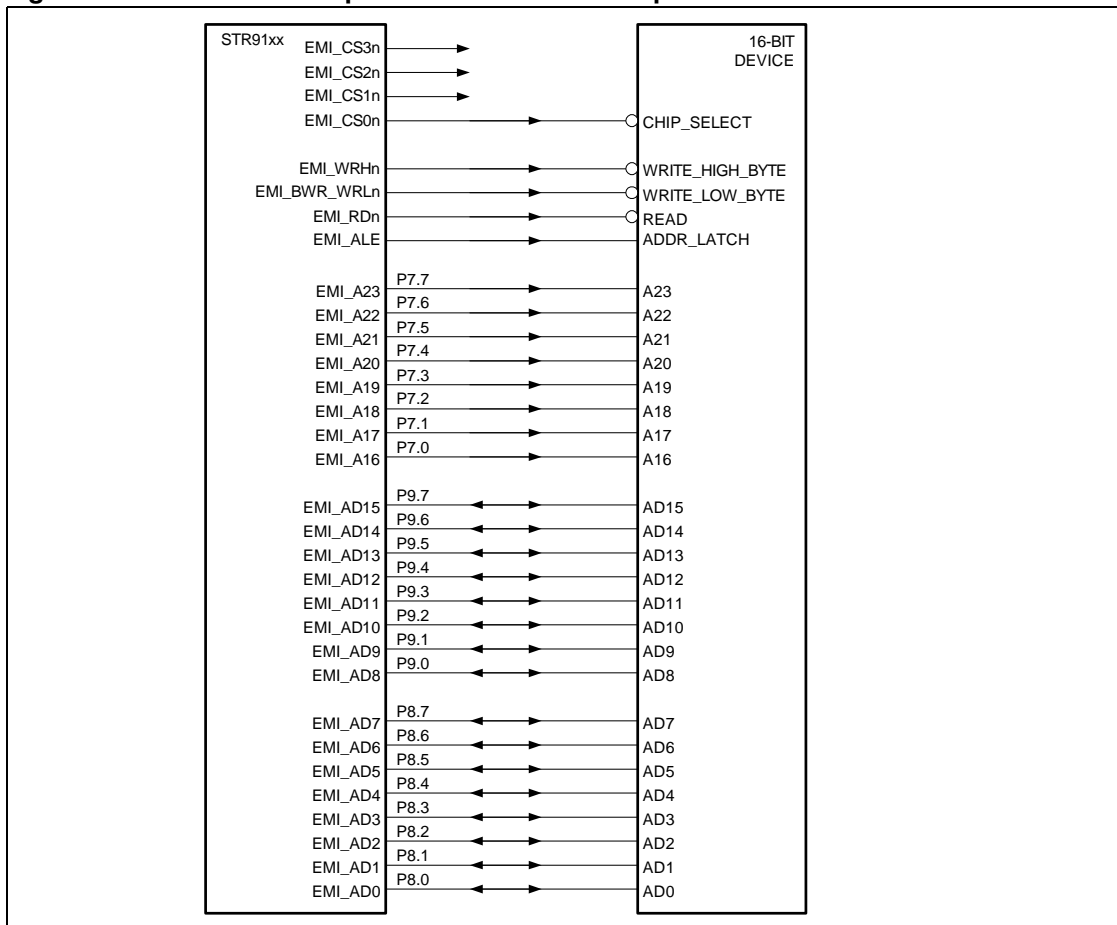 STR91xx
16-BIT
DEVICE
EMI_CS3n
EMI_CS2n
EMI_CS1n
EMI_CS0n CHIP_SELECT
EMI_WRHn WRITE_HIGH_BYTE
EMI_BWR_WRLn WRITE_LOW_BYTE
EMI_RDn READ
EMI_ALE ADDR_LATCH
EMI_A23 P7.7 A23
EMI_A22 P7.6 A22
EMI_A21 P7.5 A21
EMI_A20 P7.4 A20
EMI_A19 P7.3 A19
EMI_A18 P7.2 A18
EMI_A17 P7.1 A17
EMI_A16 P7.0 A16
EMI_AD15 P9.7 AD15
EMI_AD14 P9.6 AD14
EMI_AD13 P9.5 AD13
EMI_AD12 P9.4 AD12
EMI_AD11 P9.3 AD11
EMI_AD10 P9.2 AD10
EMI_AD9 P9.1 AD9
EMI_AD8 P9.0 AD8
EMI_AD7 P8.7 AD7
EMI_AD6 P8.6 AD6
EMI_AD5 P8.5 AD5
EMI_AD4 P8.4 AD4
EMI_AD3 P8.3 AD3
EMI_AD2 P8.2 AD2
EMI_AD1 P8.1 AD1
EMI_AD0 P8.0 AD0